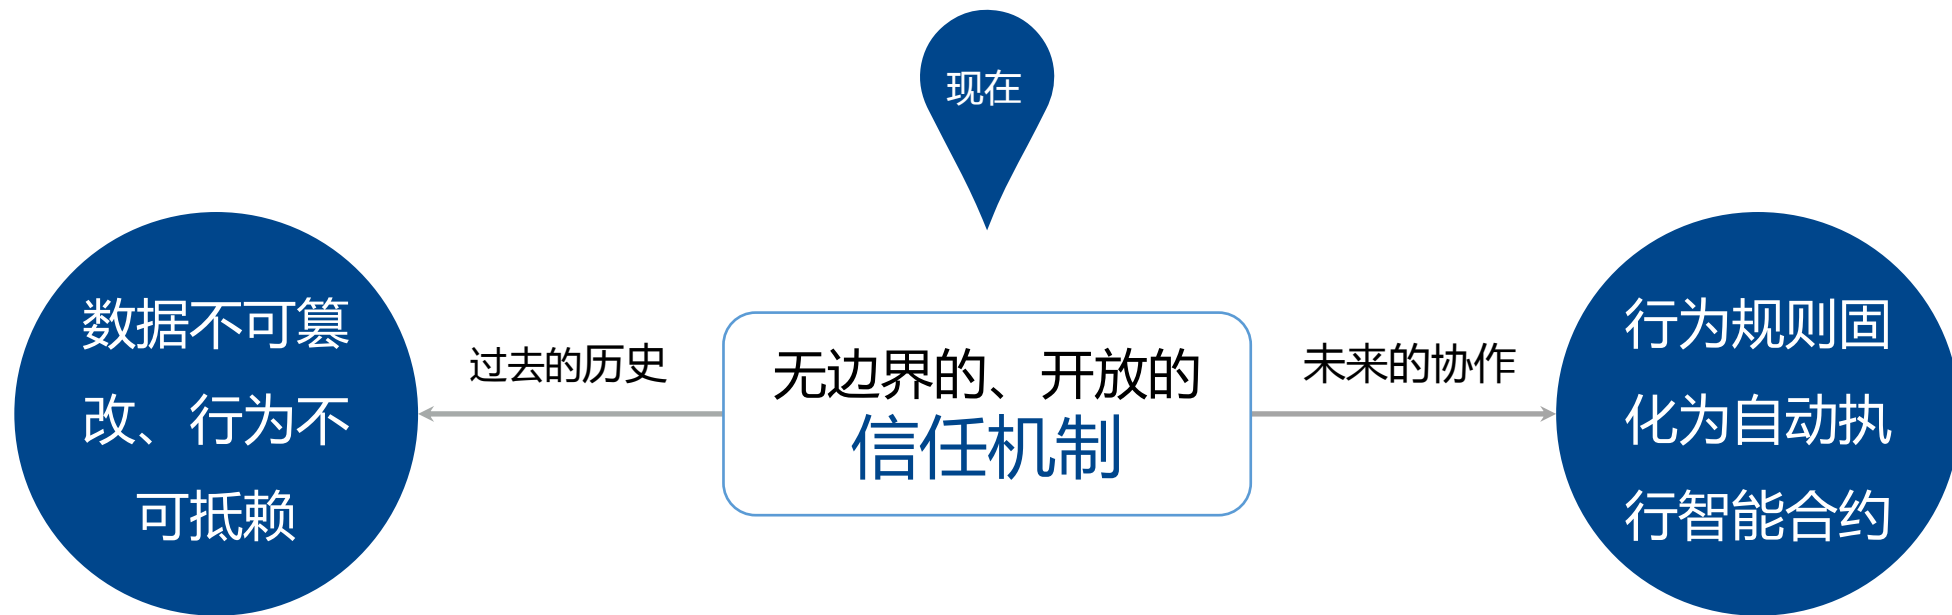 现在
数据不可篡
改、行为不
可抵赖
过去的历史
无边界的、开放的
信任机制
未来的协作
行为规则固
化为自动执
行智能合约